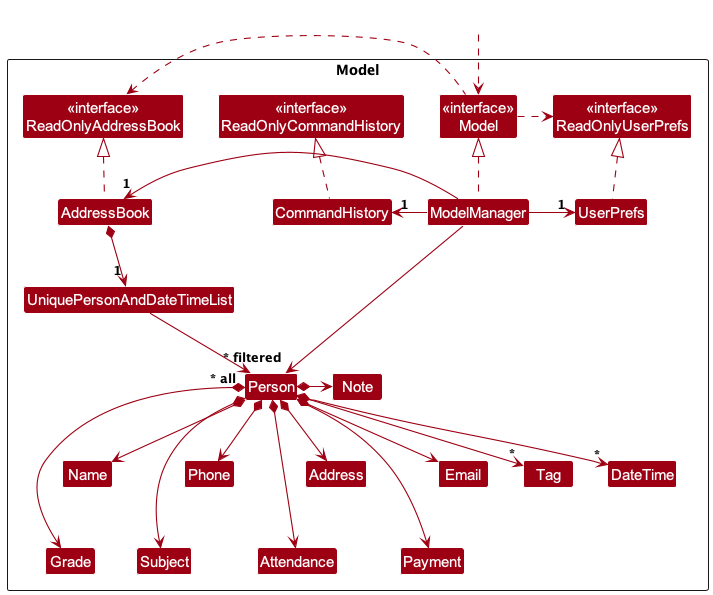 Model
«interface»
ReadOnlyAddressBook
«interface»
ReadOnlyCommandHistory
«interface»
Model
«interface»
ReadOnlyUserPrefs
1
AddressBook
CommandHistory
1
ModelManager
1
UserPrefs
1
UniquePersonAndDateTimeList
* filtered
* all
Person
Note
*
*
Name
Phone
Address
Email
Tag
DateTime
Grade
Subject
Attendance
Payment